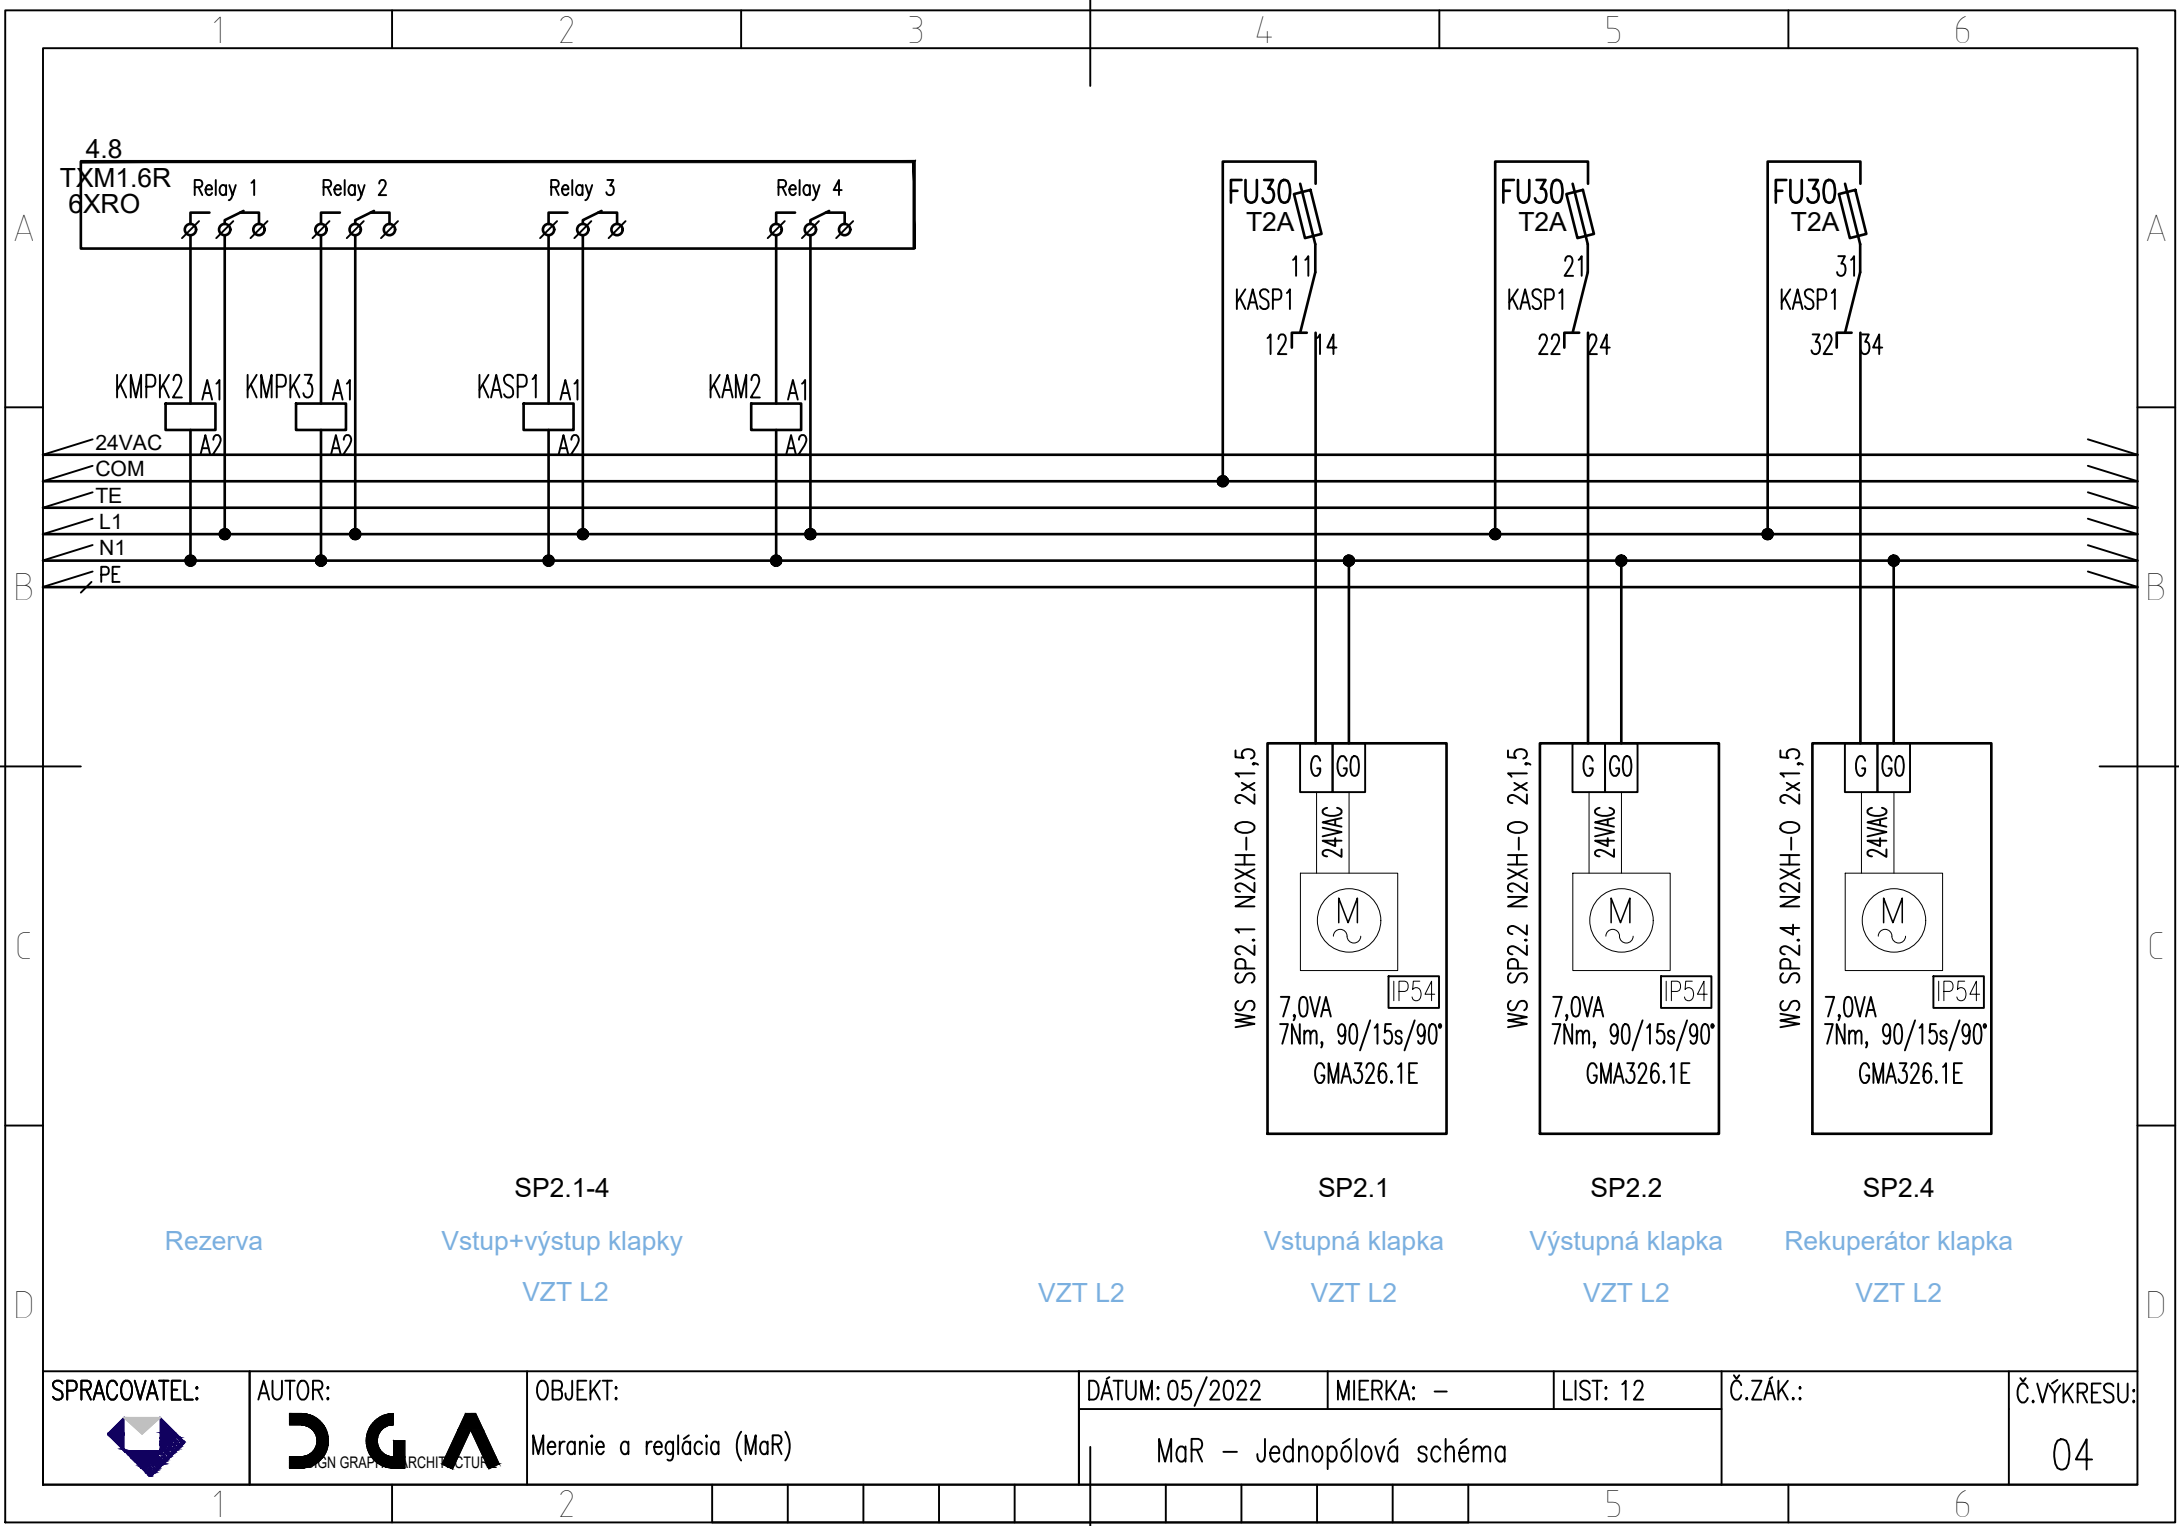 1 2 3 4 5 6
4.8
TXM1.6R
6XRO
Relay 1 Relay 2 Relay 3 Relay 4
FU30 FU30 FU30
T2A T2A T2A
A A
11 21 31
KASP1 KASP1 KASP1
12 14 22 24 32 34
KMPK2 A1 KMPK3 A1 KASP1 A1 KAM2 A1
A2 A2 A2 A2
24VAC
COM
TE
L1
N1
PE
B B
G G0 G G0 G G0
24VAC 24VAC 24VAC
WS SP2.1 N2XH-O 2x1,5
WS SP2.2 N2XH-O 2x1,5
WS SP2.4 N2XH-O 2x1,5
M M M
C C
IP54 IP54 IP54
7,0VA 7,0VA 7,0VA
7Nm, 90/15s/90° 7Nm, 90/15s/90° 7Nm, 90/15s/90°
GMA326.1E GMA326.1E GMA326.1E
SP2.1-4 SP2.1 SP2.2 SP2.4
Rezerva Vstup+výstup klapky Vstupná klapka Výstupná klapka Rekuperátor klapka
VZT L2 VZT L2 VZT L2 VZT L2 VZT L2
D D
SPRACOVATEL: AUTOR: OBJEKT: DÁTUM: 05/2022 MIERKA: - LIST: 12 Č.ZÁK.: Č.VÝKRESU:
DGA
Meranie a reglácia (MaR) MaR - Jednopólová schéma 04
1 2 5 6